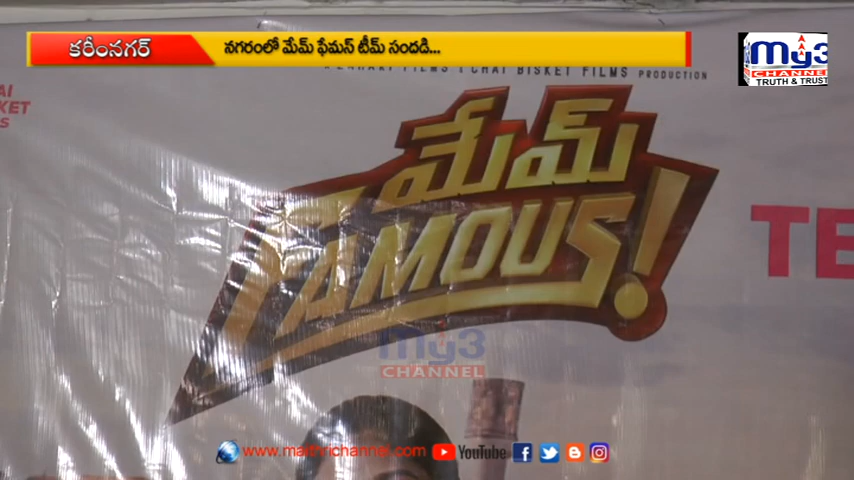 కరీంనగర్
నగరంలో మేమ్ ఫేమస్ టీమ్ సందడి...
My3
CHANNEL
TRUTH & TRUST
CHAI BISKET FILMS PRODUCTION
AI
KET
S
మేమ్
FAMOUS!
TE
My3
CHANNEL
www.maithrichannel.com YouTube